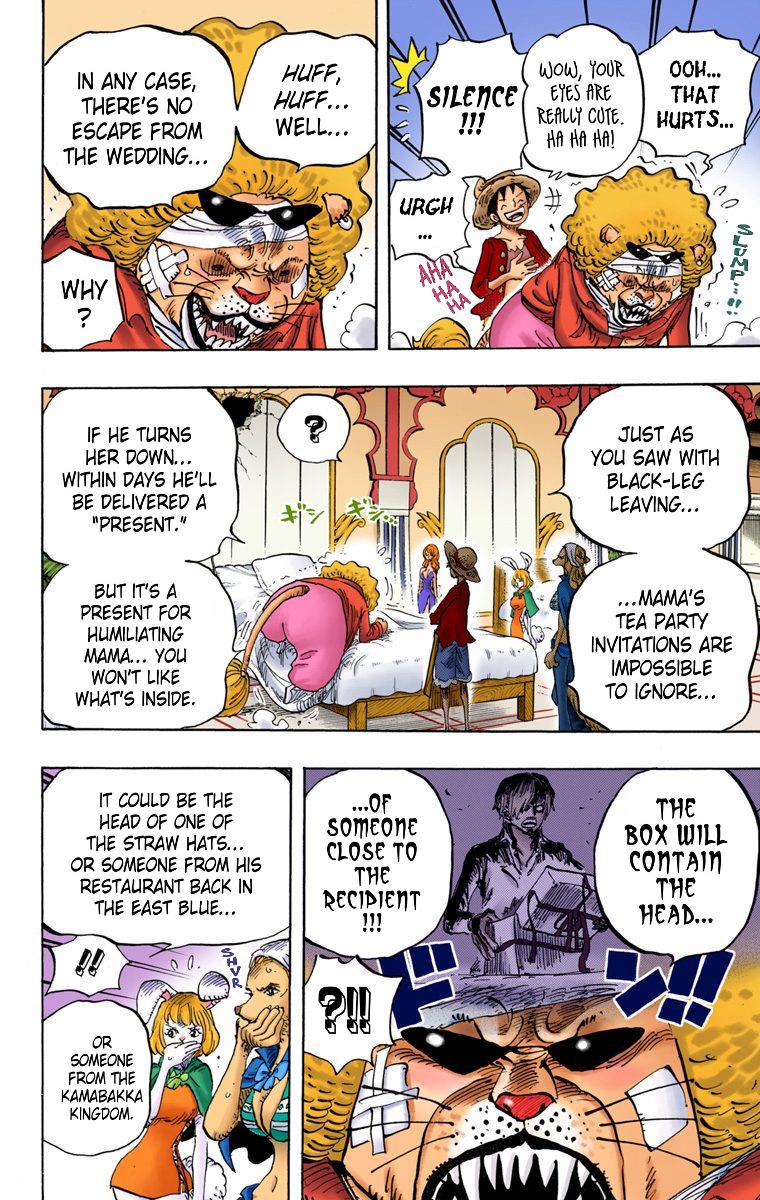 OOH...
THAT
HURTS...
WOW, YOUR
EYES ARE
REALLY CUTE.
HA HA HA!
SILENCE
!!!
URGH
...
AHA
HA
HA
SLUMP...!!
HUFF,
HUFF...
WELL...
IN ANY CASE,
THERE'S NO
ESCAPE FROM
THE WEDDING...
WHY?
JUST AS
YOU SAW WITH
BLACK-LEG
LEAVING...
...MAMA'S
TEA PARTY
INVITATIONS ARE
IMPOSSIBLE
TO IGNORE...
?
ギシ
ギシ...
IF HE TURNS
HER DOWN...
WITHIN DAYS HE'LL
BE DELIVERED A
"PRESENT."
BUT IT'S A
PRESENT FOR
HUMILIATING
MAMA... YOU
WON'T LIKE
WHAT'S INSIDE.
THE
BOX WILL
CONTAIN
THE
HEAD...
...OF
SOMEONE
CLOSE TO
THE
RECIDIENT
!!!
ドン!!
?!!
IT COULD BE THE
HEAD OF ONE OF
THE STRAW HATS...
OR SOMEONE FROM HIS
RESTAURANT BACK IN
THE EAST BLUE...
!!
SHVR
OR
SOMEONE
FROM THE
KAMABAKKA
KINGDOM.